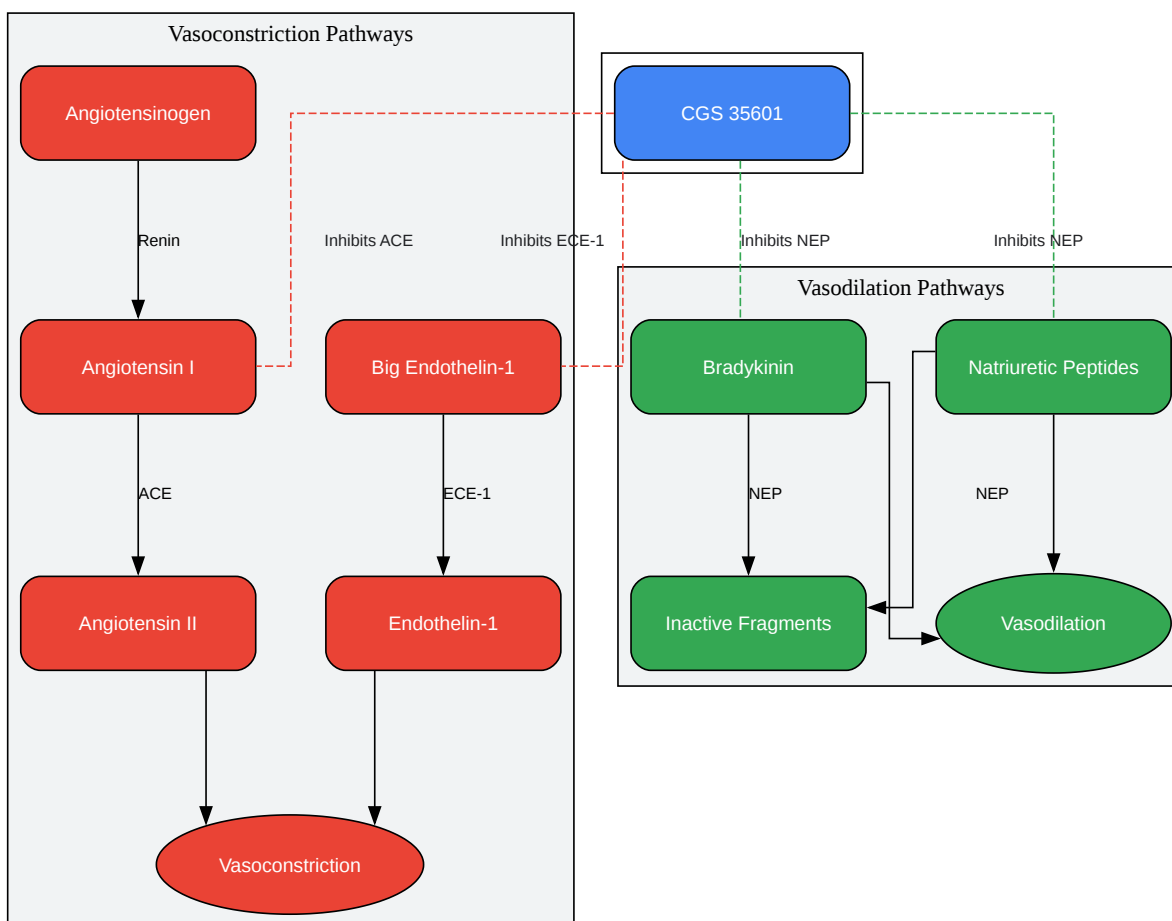 Vasoconstriction Pathways
Angiotensinogen
CGS 35601
Renin
Inhibits ACE
Inhibits ECE-1
Inhibits NEP
Inhibits NEP
Vasodilation Pathways
Angiotensin I
Big Endothelin-1
Bradykinin
Natriuretic Peptides
ACE
ECE-1
NEP
NEP
Angiotensin II
Endothelin-1
Inactive Fragments
Vasodilation
Vasoconstriction